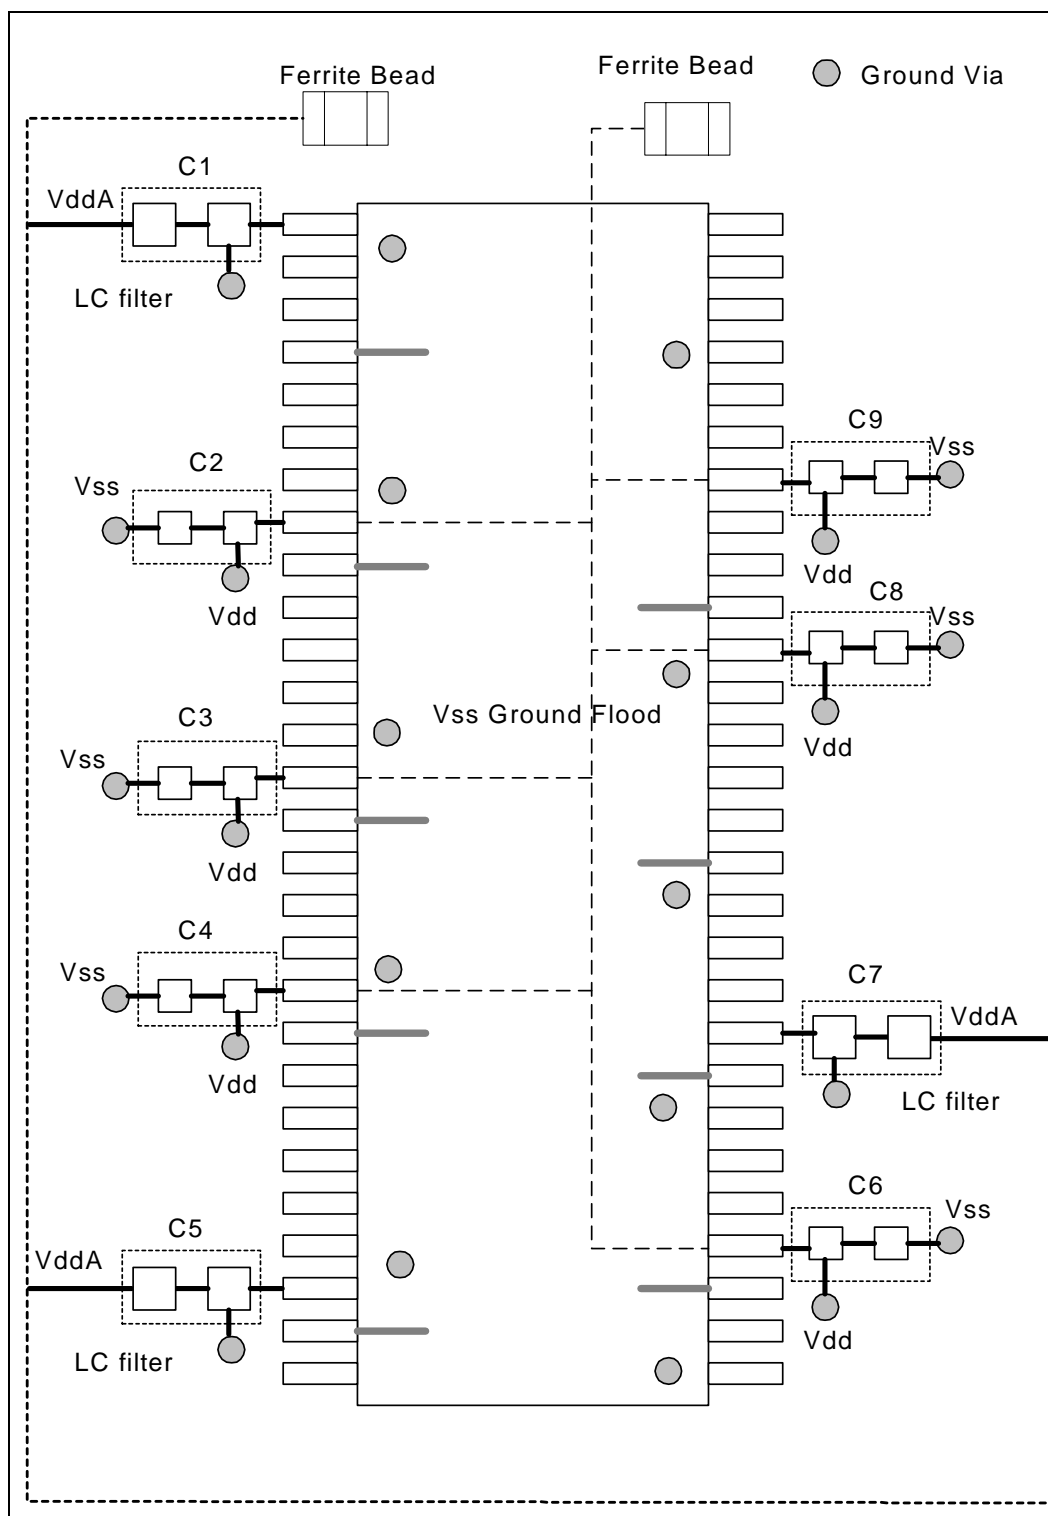 Ferrite Bead
Ferrite Bead
Ground Via
C1
VddA
LC filter
C9
Vss
C2
Vss
Vdd
Vdd
C8
Vss
Vss Ground Flood
C3
Vss
Vdd
Vdd
C4
Vss
C7
VddA
Vdd
LC filter
C6
Vss
C5
VddA
Vdd
LC filter